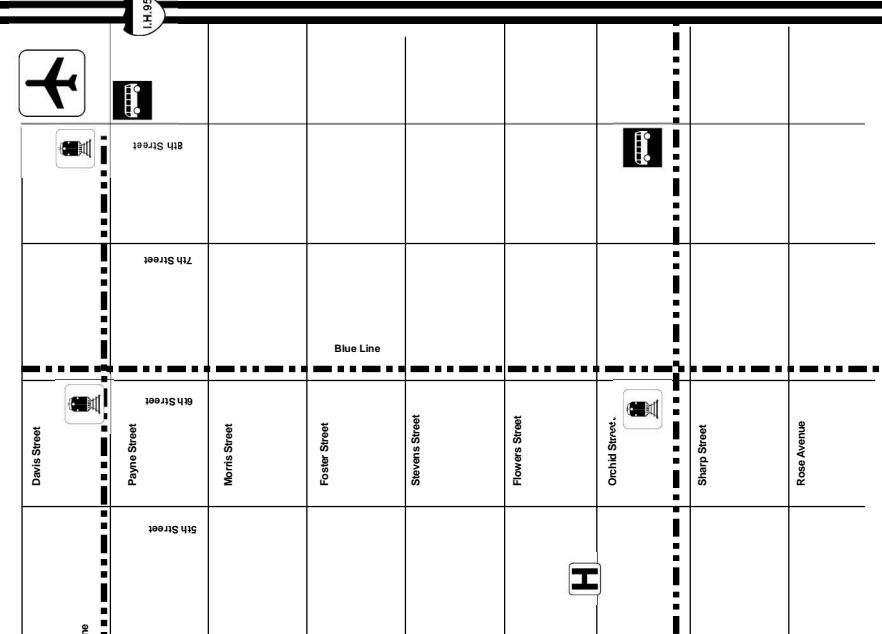 I.H.95
8th Street
7th Street
Blue Line
6th Street
Davis Street
Payne Street
Morris Street
Foster Street
Stevens Street
Flowers Street
Orchid Street
Sharp Street
Rose Avenue
5th Street
H
ne